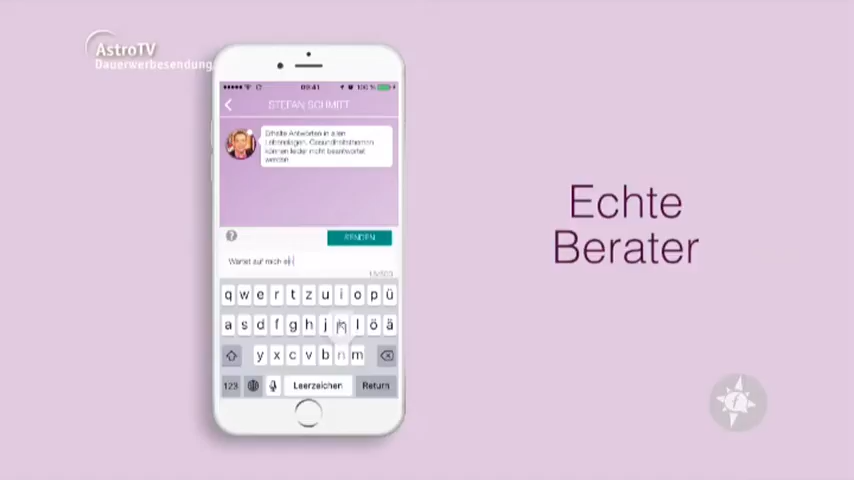 AstroTV
Dauerwerbesendung
09:41
100 %
STEFAN SCHMITT
Erhalte Antworten in allen
Lebenslagen. Gesundheitsthemen
können leider nicht beantwortet
werden.
SENDEN
Wartet auf mich ei
Echte
Berater
q w e r t z u i o p ü
a s d f g h j k l ö ä
y x c v b n m
123
Leerzeichen
Return